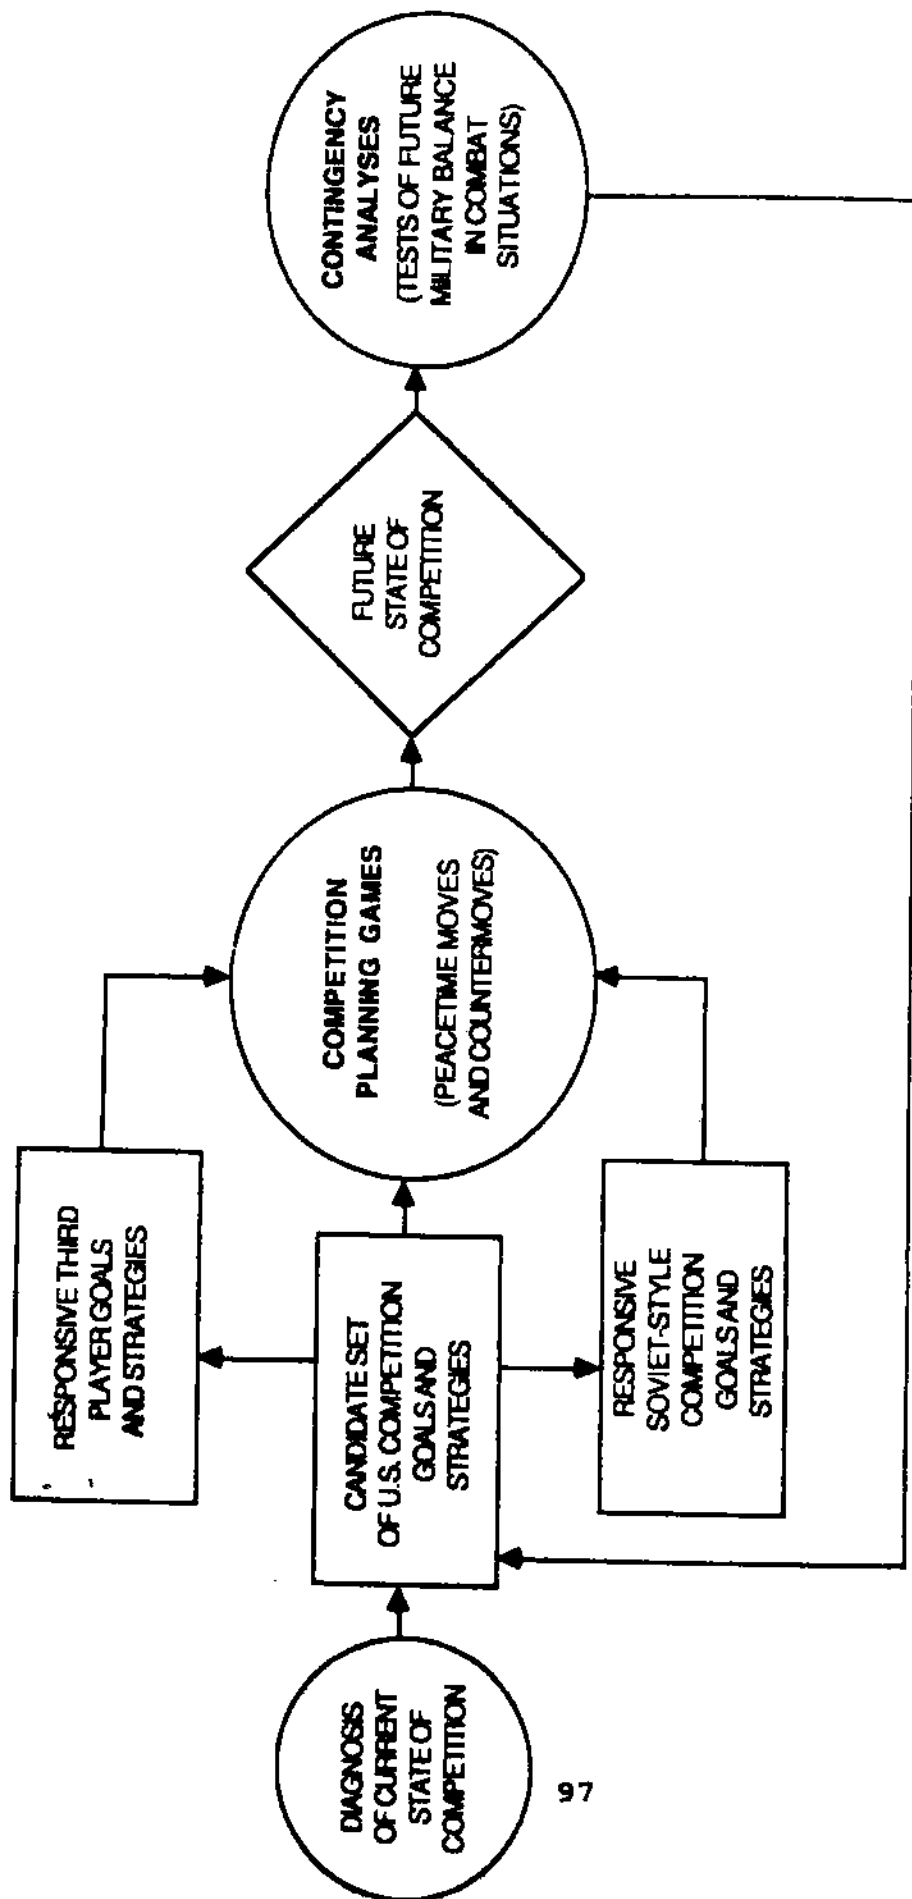 DIAGNOSIS
OF CURRENT
STATE OF
COMPETITION
RESPONSIVE THIRD
PLAYER GOALS
AND STRATEGIES
CANDIDATE SET
OF U.S. COMPETITION
GOALS AND
STRATEGIES
RESPONSIVE
SOVIET-STYLE
COMPETITION
GOALS AND
STRATEGIES
COMPETITION
PLANNING GAMES
(PEACETIME MOVES
AND COUNTERMOVES)
FUTURE
STATE OF
COMPETITION
CONTINGENCY
ANALYSES
(TESTS OF FUTURE
MILITARY BALANCE
IN COMBAT
SITUATIONS)
97